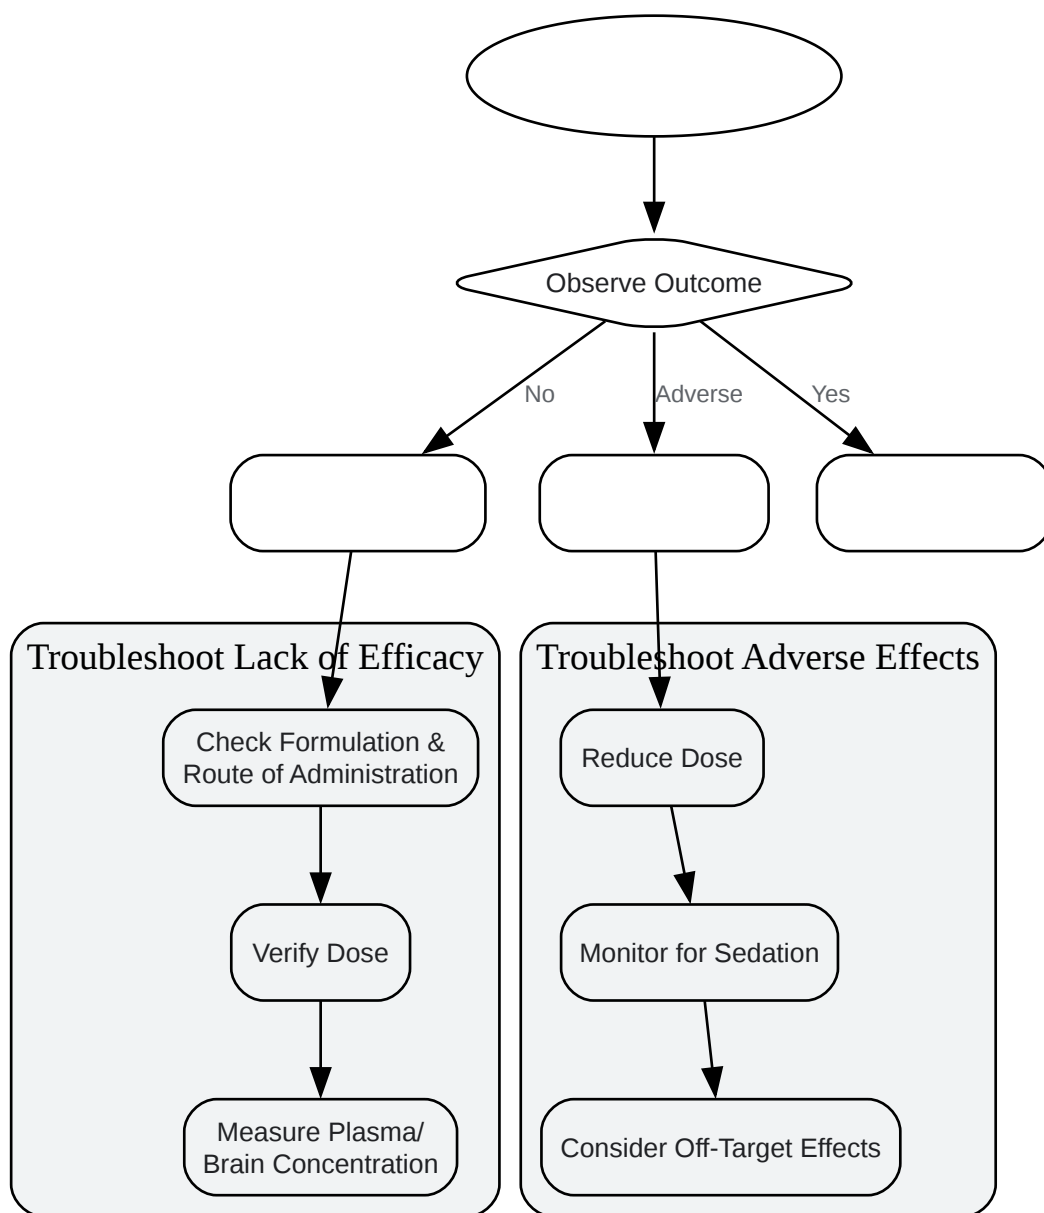 Observe Outcome
No
Adverse
Yes
Troubleshoot Lack of Efficacy
Check Formulation &
Route of Administration
Verify Dose
Measure Plasma/
Brain Concentration
Troubleshoot Adverse Effects
Reduce Dose
Monitor for Sedation
Consider Off-Target Effects